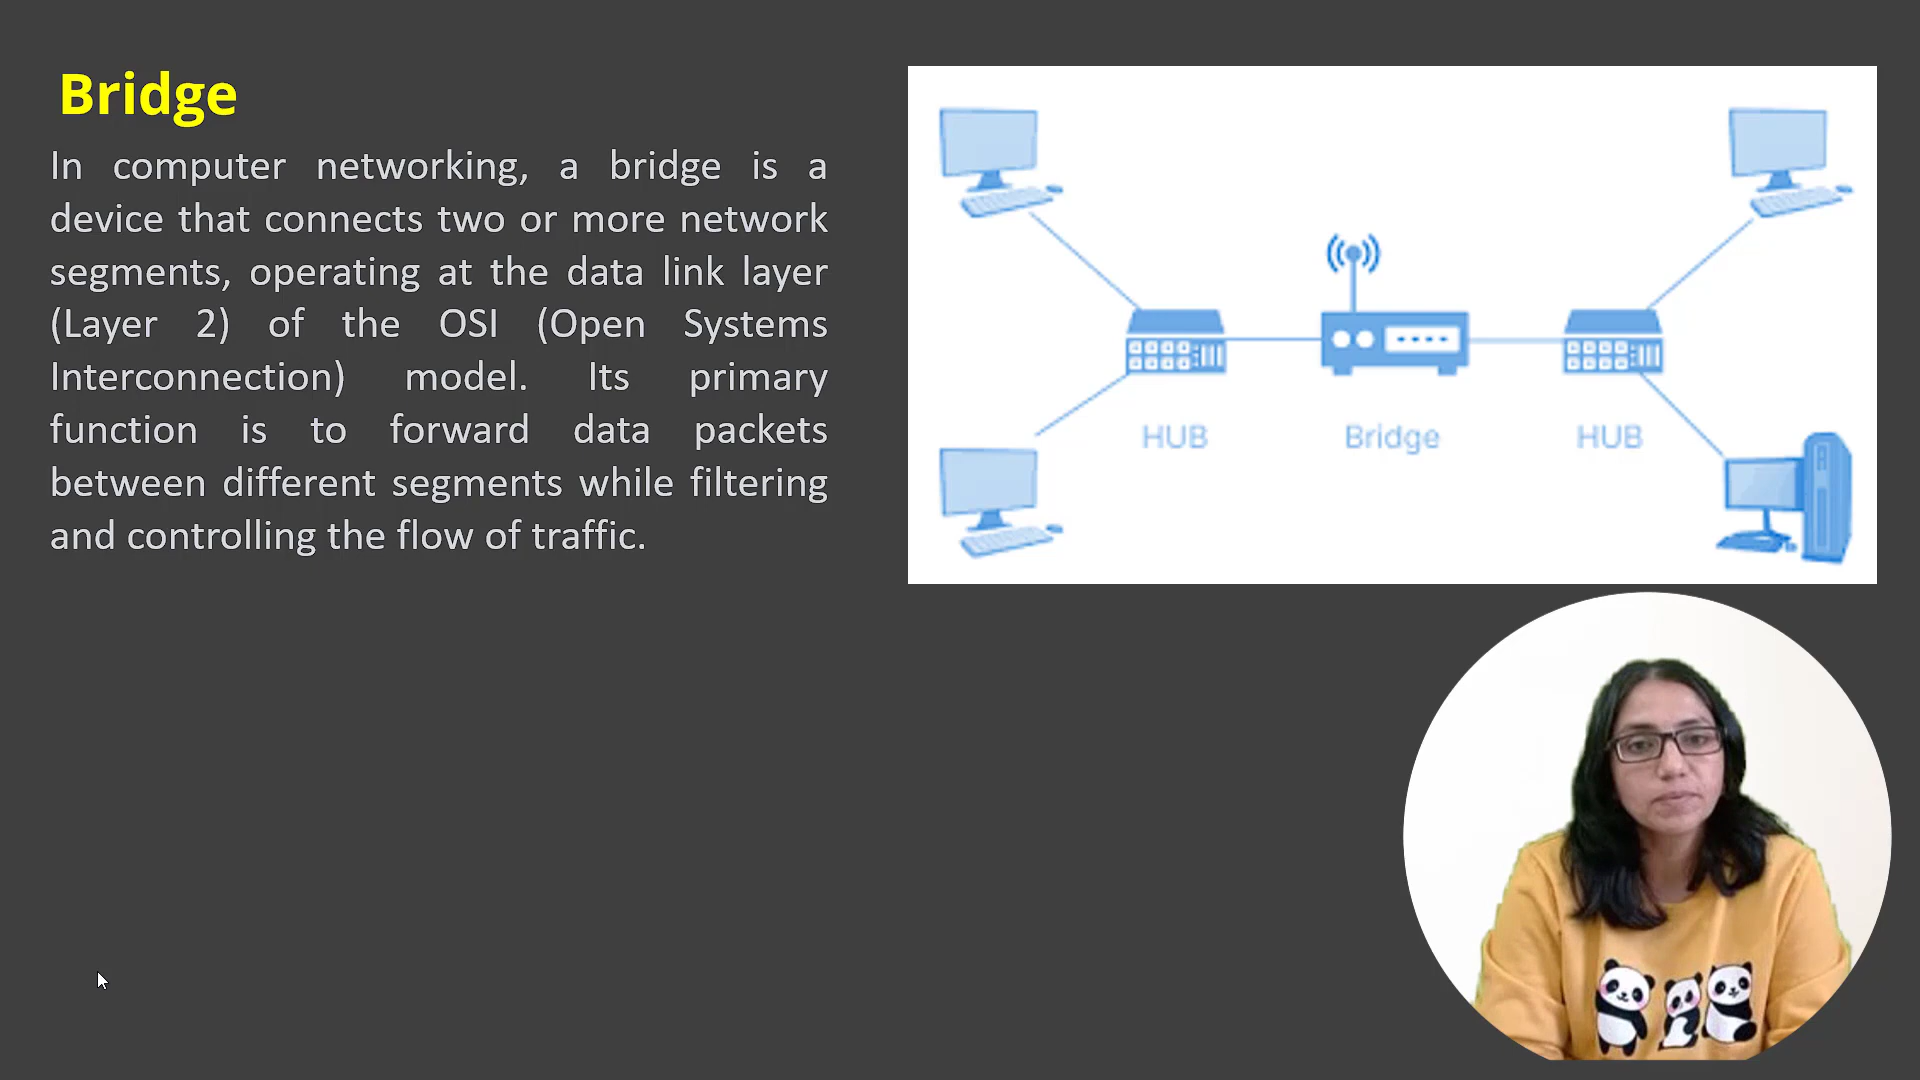 Bridge
In computer networking, a bridge is a
device that connects two or more network
segments, operating at the data link layer
(Layer 2) of the OSI (Open Systems
Interconnection) model. Its primary
function is to forward data packets
between different segments while filtering
and controlling the flow of traffic.
HUB
Bridge
HUB